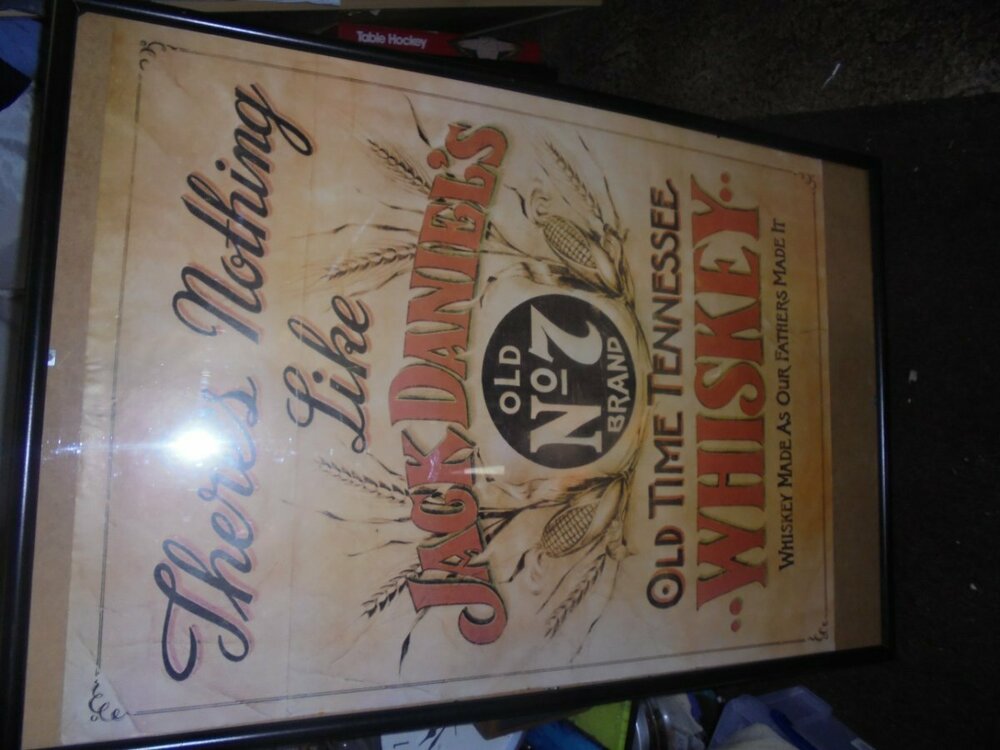 There's Nothing
Like
JACK DANIEL'S
OLD
No 7
BRAND
OLD TIME TENNESSEE
WHISKEY
WHISKEY MADE AS OUR FATHERS MADE IT
Table Hockey